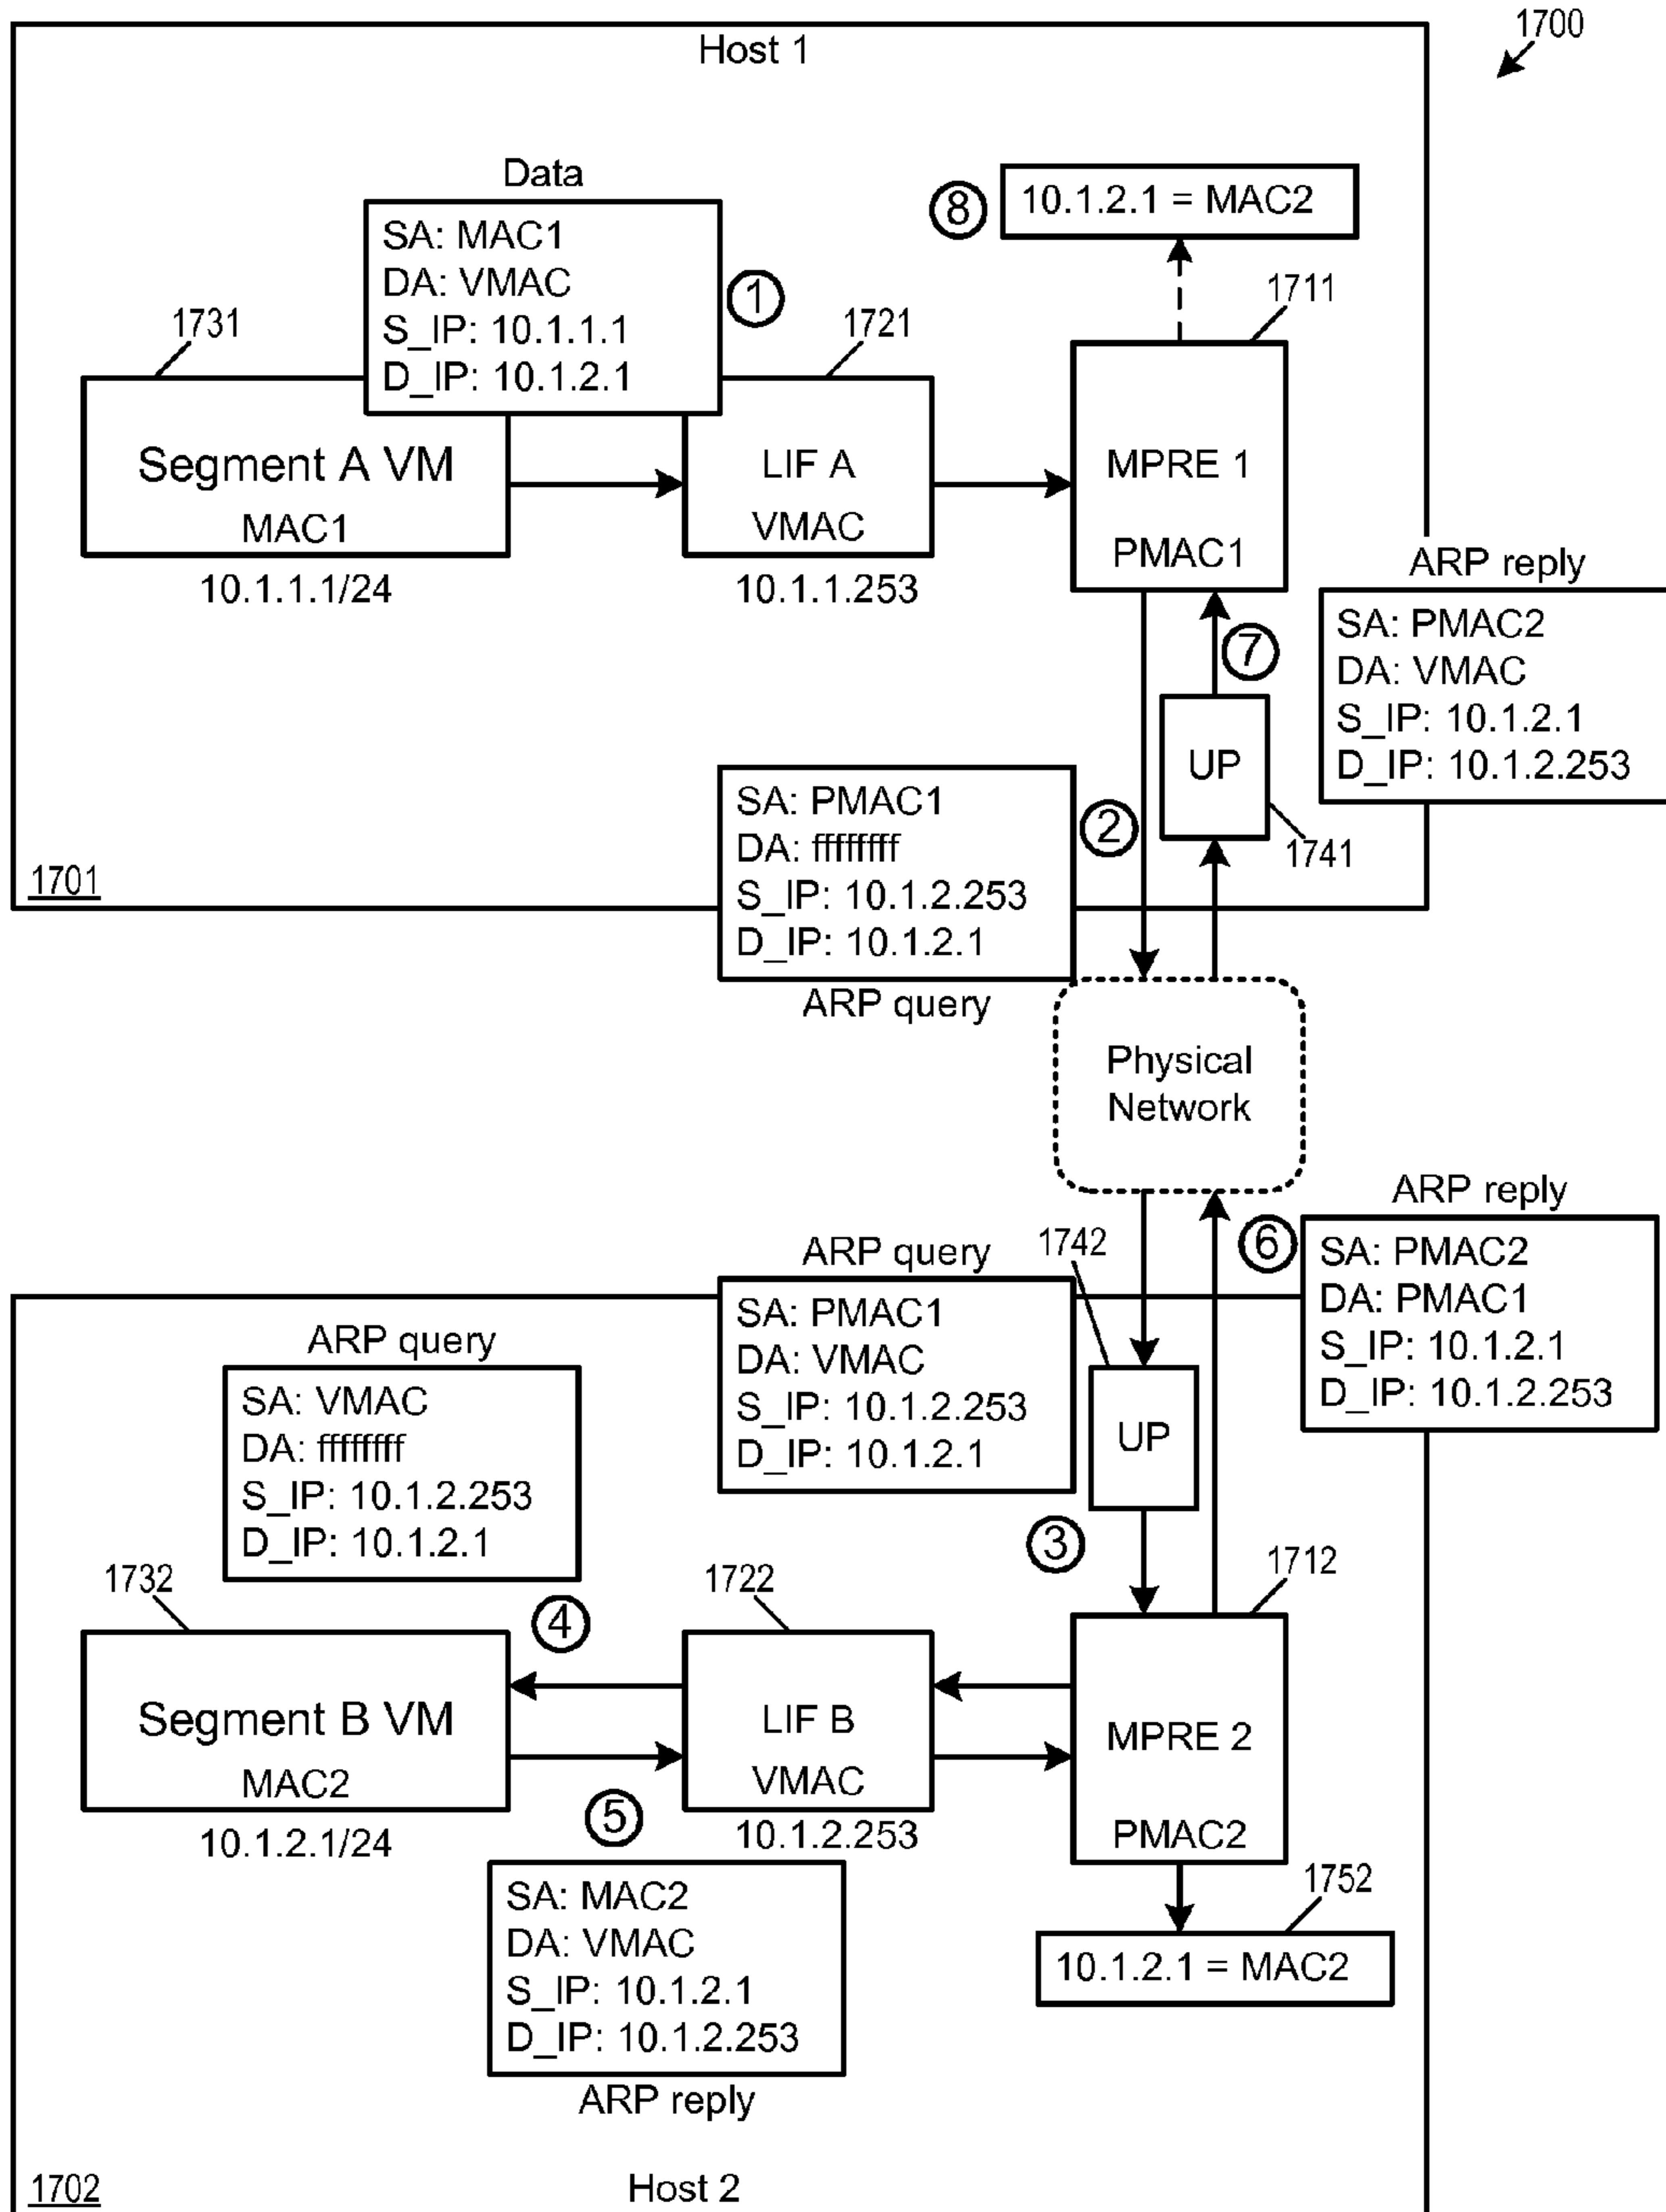 1700
Host 1
Data
SA: MAC1
DA: VMAC
S_IP: 10.1.1.1
D_IP: 10.1.2.1
1
8
10.1.2.1 = MAC2
1731
1721
1711
Segment A VM
MAC1
10.1.1.1/24
LIF A
VMAC
10.1.1.253
MPRE 1
PMAC1
ARP reply
SA: PMAC2
DA: VMAC
S_IP: 10.1.2.1
D_IP: 10.1.2.253
7
UP
1741
SA: PMAC1
DA: ffffffff
S_IP: 10.1.2.253
D_IP: 10.1.2.1
ARP query
2
1701
Physical
Network
ARP reply
SA: PMAC2
DA: PMAC1
S_IP: 10.1.2.1
D_IP: 10.1.2.253
6
1742
ARP query
SA: PMAC1
DA: VMAC
S_IP: 10.1.2.253
D_IP: 10.1.2.1
UP
3
ARP query
SA: VMAC
DA: ffffffff
S_IP: 10.1.2.253
D_IP: 10.1.2.1
1732
4
1722
1712
Segment B VM
MAC2
10.1.2.1/24
LIF B
VMAC
10.1.2.253
MPRE 2
PMAC2
5
SA: MAC2
DA: VMAC
S_IP: 10.1.2.1
D_IP: 10.1.2.253
ARP reply
1752
10.1.2.1 = MAC2
1702
Host 2